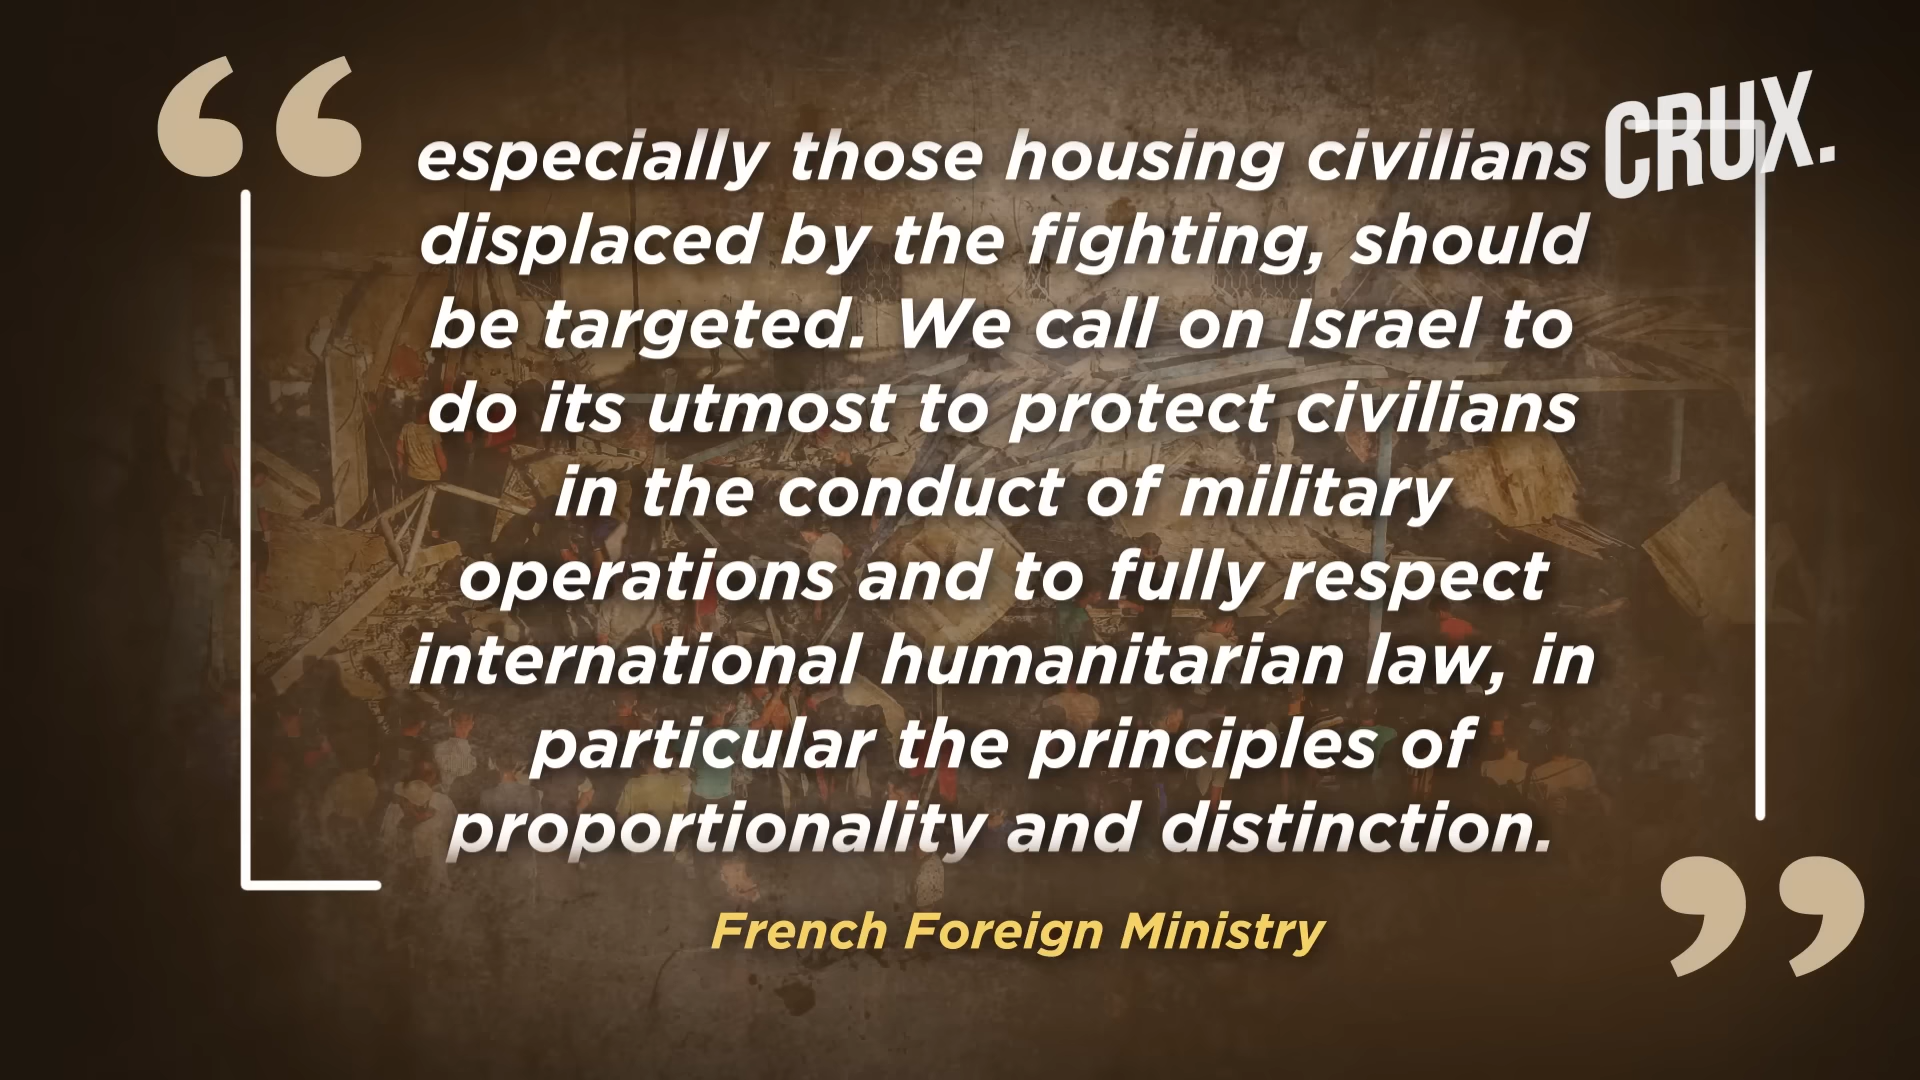 CRUX.
especially those housing civilians
displaced by the fighting, should
be targeted. We call on Israel to
do its utmost to protect civilians
in the conduct of military
operations and to fully respect
international humanitarian law, in
particular the principles of
proportionality and distinction.
French Foreign Ministry